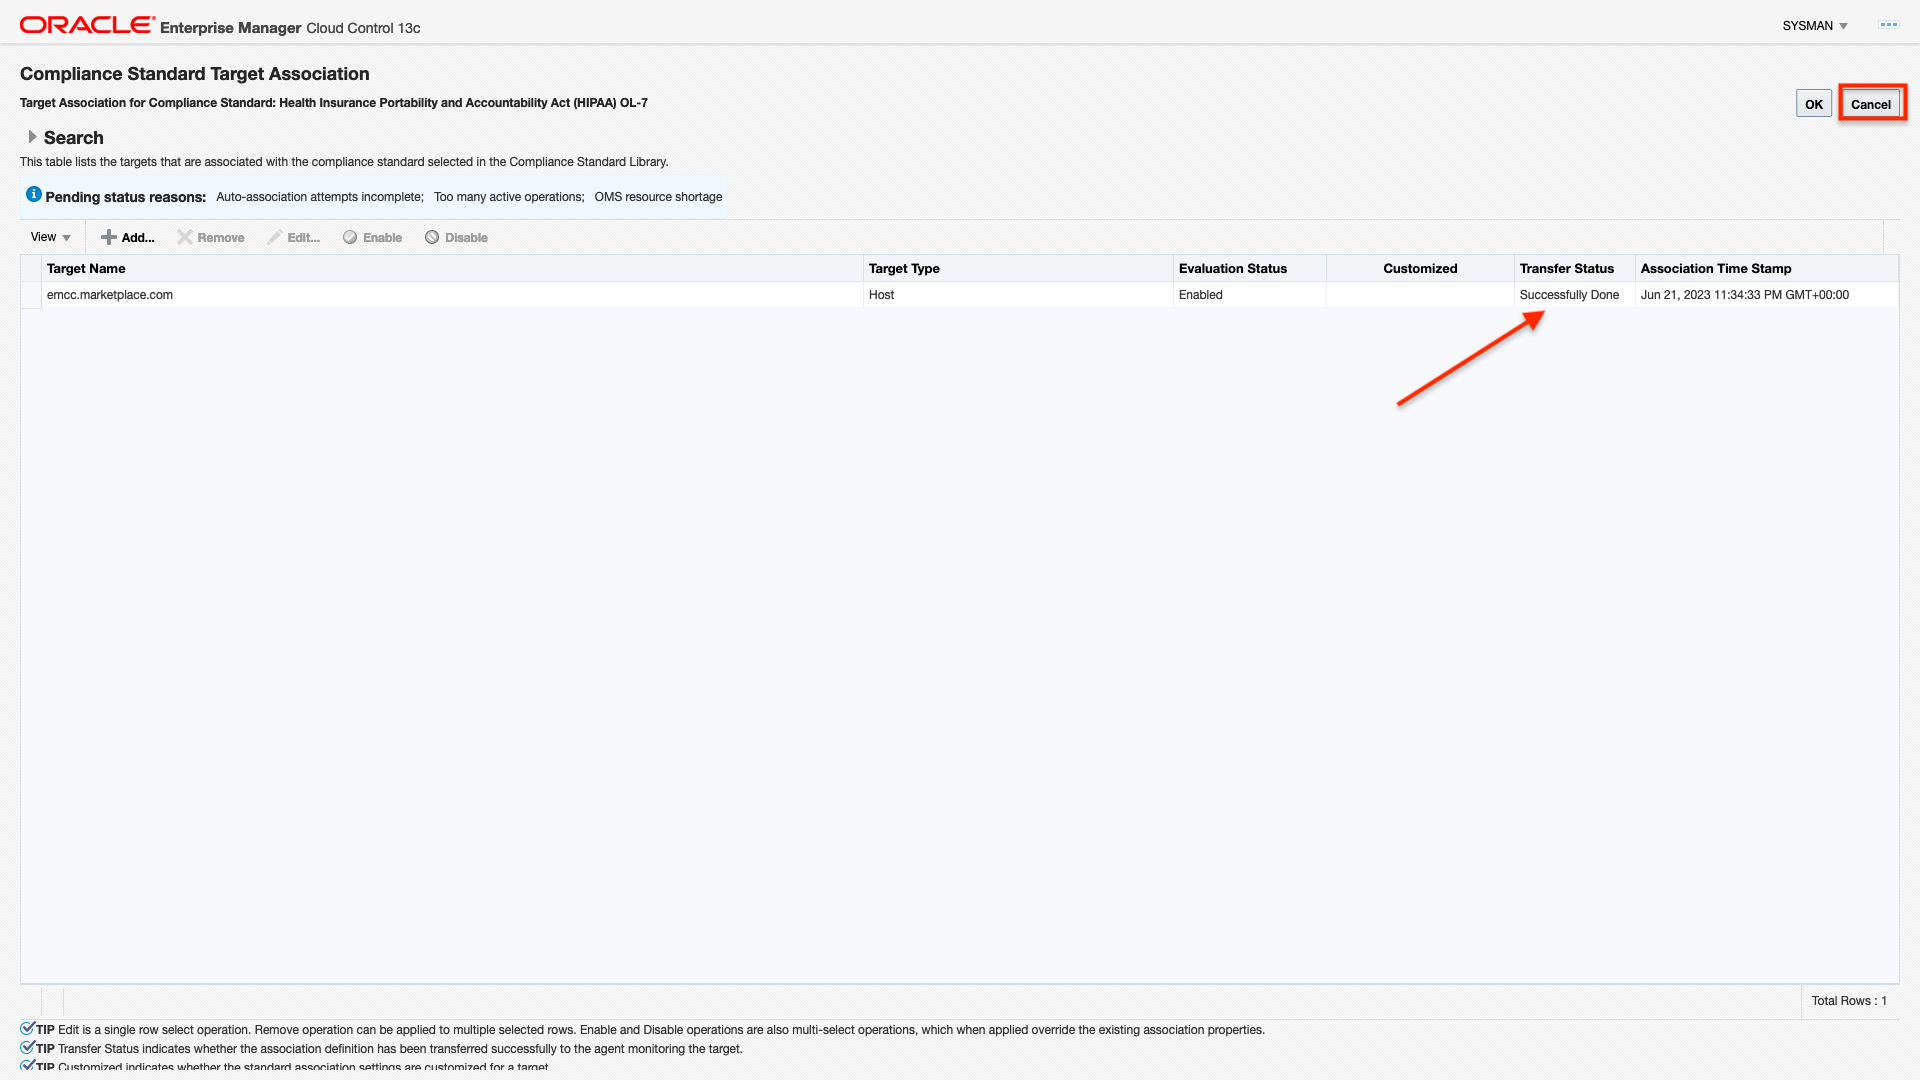 ORACLE Enterprise Manager Cloud Control 13c
SYSMAN
Compliance Standard Target Association
Target Association for Compliance Standard: Health Insurance Portability and Accountability Act (HIPAA) OL-7
OK Cancel
Search
This table lists the targets that are associated with the compliance standard selected in the Compliance Standard Library.
Pending status reasons: Auto-association attempts incomplete; Too many active operations; OMS resource shortage
View Add... Remove Edit... Enable Disable
Target Name Target Type Evaluation Status Customized Transfer Status Association Time Stamp
emcc.marketplace.com Host Enabled Successfully Done Jun 21, 2023 11:34:33 PM GMT+00:00
Total Rows : 1
TIP Edit is a single row select operation. Remove operation can be applied to multiple selected rows. Enable and Disable operations are also multi-select operations, which when applied override the existing association properties.
TIP Transfer Status indicates whether the association definition has been transferred successfully to the agent monitoring the target.
TIP Customized indicates whether the standard association settings are customized for a target.